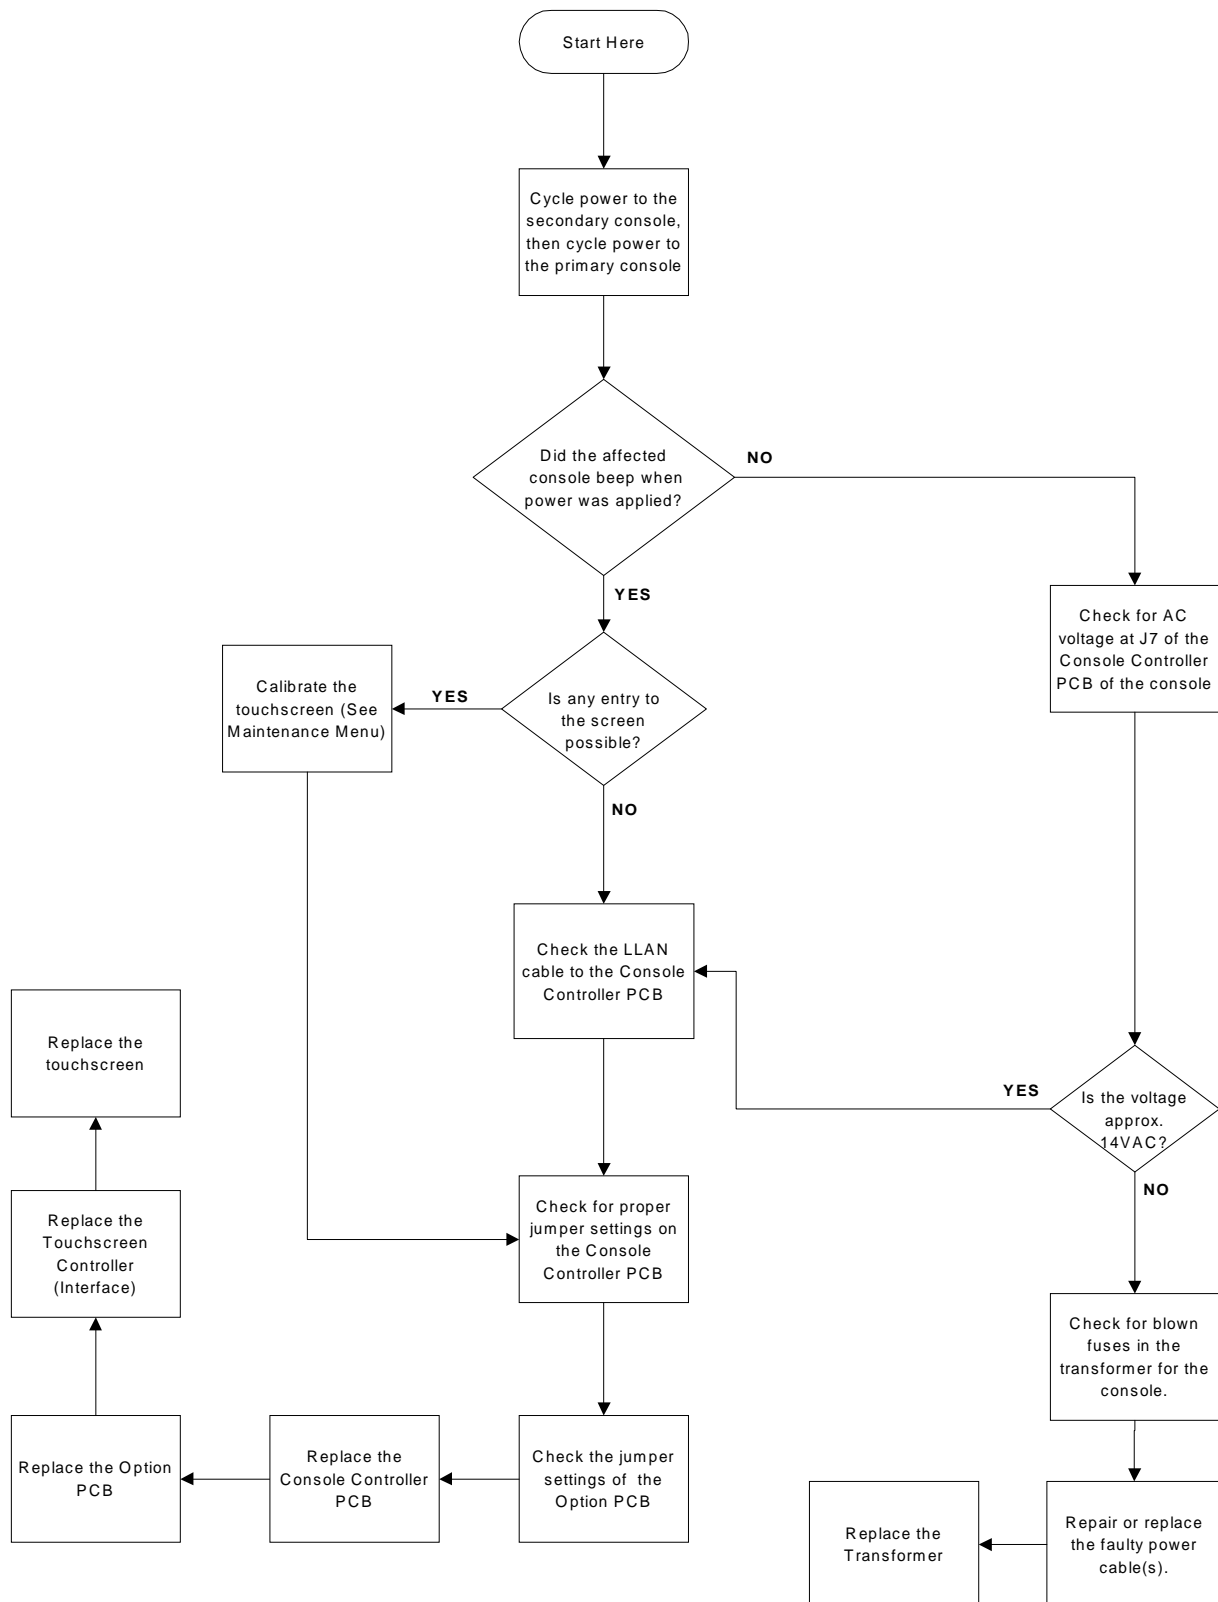 Start Here
Cycle power to the
secondary console,
then cycle power to
the primary console
Did the affected
console beep when
power was applied?
NO
YES
Check for AC
voltage at J7 of the
Console Controller
PCB of the console
Calibrate the
touchscreen (See
Maintenance Menu)
YES
Is any entry to
the screen
possible?
NO
Check the LLAN
cable to the Console
Controller PCB
Replace the
touchscreen
YES
Is the voltage
approx.
14VAC?
NO
Replace the
Touchscreen
Controller
(Interface)
Check for proper
jumper settings on
the Console
Controller PCB
Check for blown
fuses in the
transformer for the
console.
Replace the Option
PCB
Replace the
Console Controller
PCB
Check the jumper
settings of the
Option PCB
Replace the
Transformer
Repair or replace
the faulty power
cable(s).